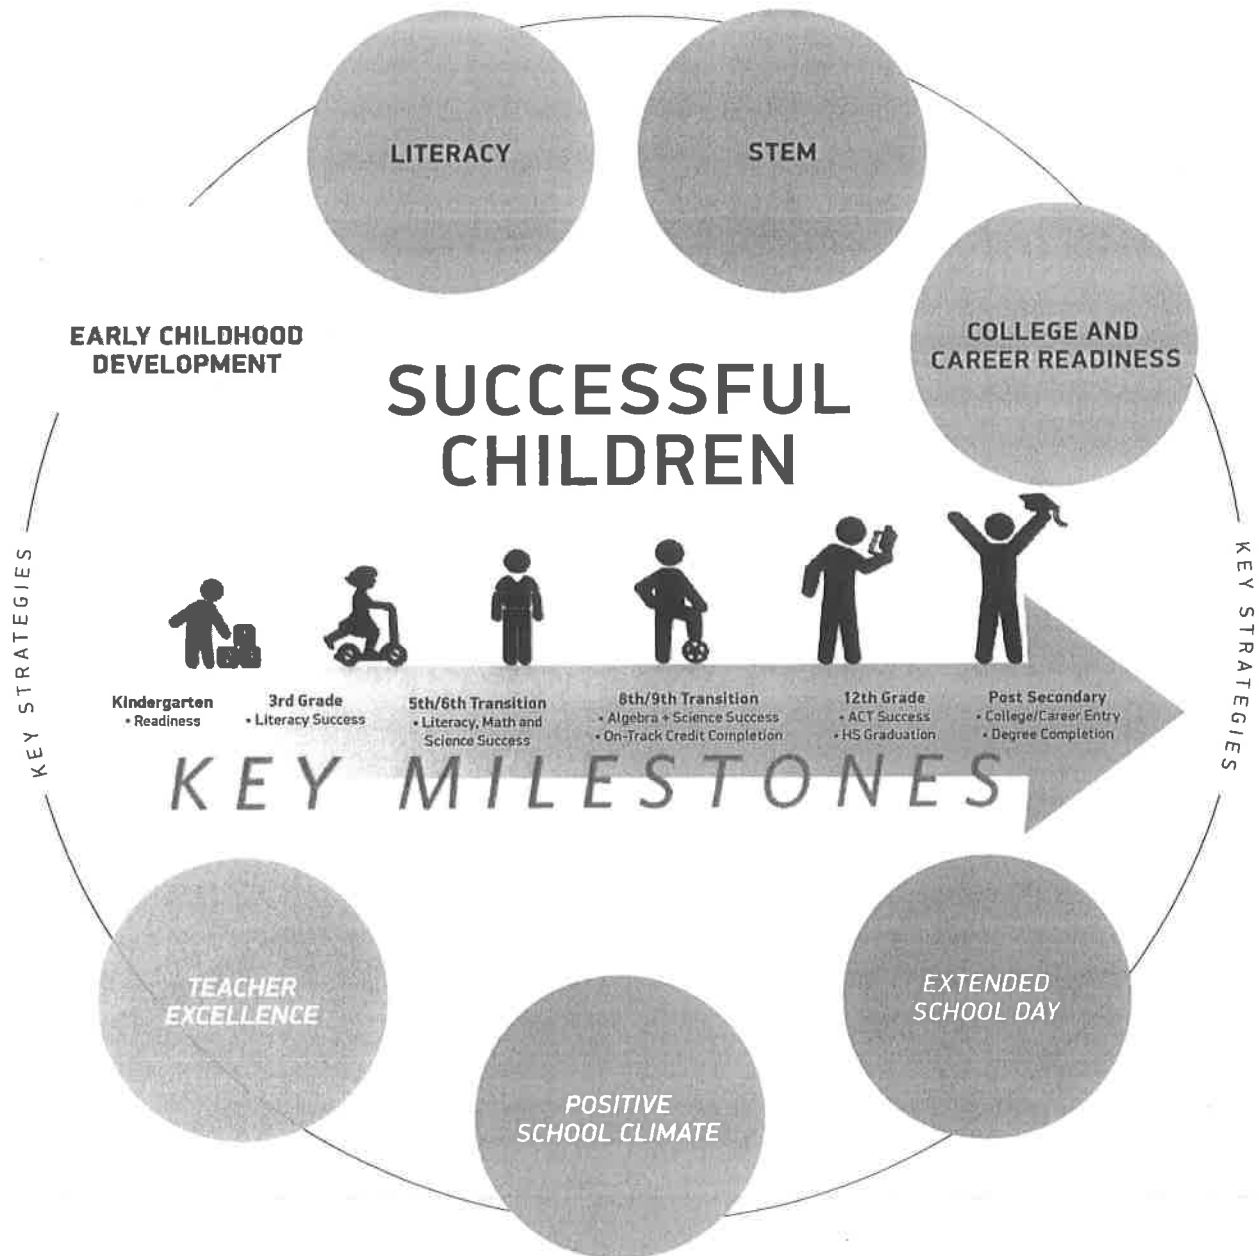 LITERACY
STEM
EARLY CHILDHOOD
DEVELOPMENT
COLLEGE AND
CAREER READINESS
SUCCESSFUL
CHILDREN
KEY STRATEGIES
KEY STRATEGIES
Kindergarten
• Readiness
3rd Grade
• Literacy Success
5th/6th Transition
• Literacy, Math and
Science Success
8th/9th Transition
• Algebra + Science Success
• On-Track Credit Completion
12th Grade
• ACT Success
• HS Graduation
Post Secondary
• College/Career Entry
• Degree Completion
KEY MILESTONES
TEACHER
EXCELLENCE
POSITIVE
SCHOOL CLIMATE
EXTENDED
SCHOOL DAY